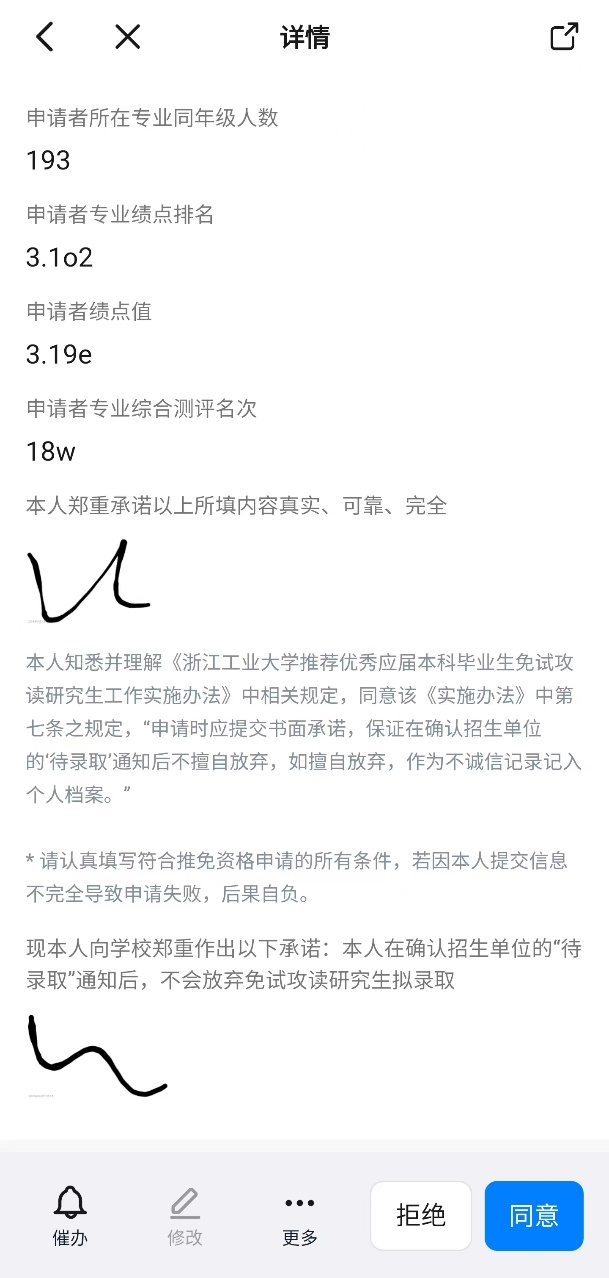 详情
申请者所在专业同年级人数
193
申请者专业绩点排名
3.1o2
申请者绩点值
3.19e
申请者专业综合测评名次
18w
本人郑重承诺以上所填内容真实、可靠、完全
本人知悉并理解《浙江工业大学推荐优秀应届本科毕业生免试攻
读研究生工作实施办法》中相关规定，同意该《实施办法》中第
七条之规定，“申请时应提交书面承诺，保证在确认招生单位
的‘待录取’通知后不擅自放弃，如擅自放弃，作为不诚信记录记入
个人档案。”
* 请认真填写符合推免资格申请的所有条件，若因本人提交信息
不完全导致申请失败，后果自负。
现本人向学校郑重作出以下承诺：本人在确认招生单位的“待
录取”通知后，不会放弃免试攻读研究生拟录取
催办
修改
更多
拒绝
同意